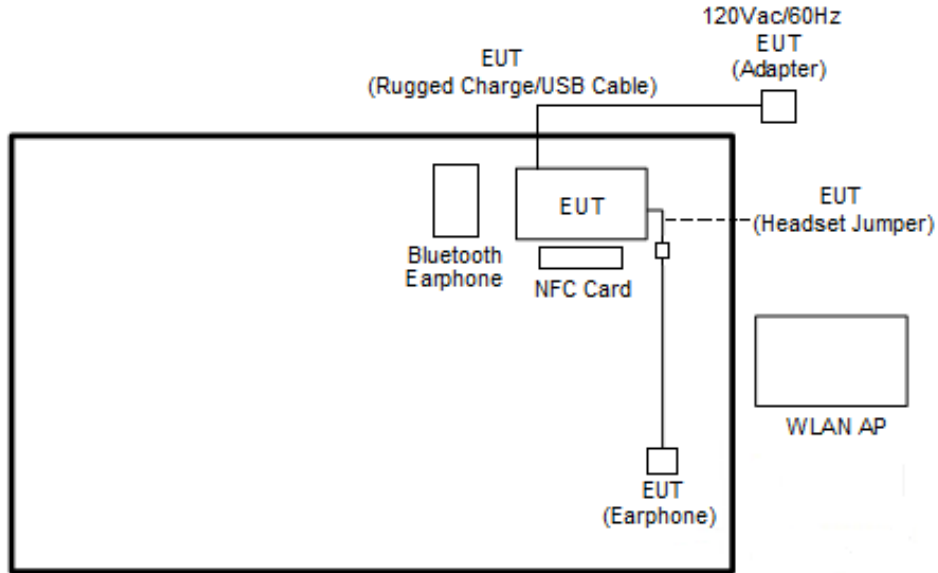 120Vac/60Hz
EUT
(Adapter)
EUT
(Rugged Charge/USB Cable)
EUT
EUT
(Headset Jumper)
Bluetooth
Earphone
NFC Card
WLAN AP
EUT
(Earphone)